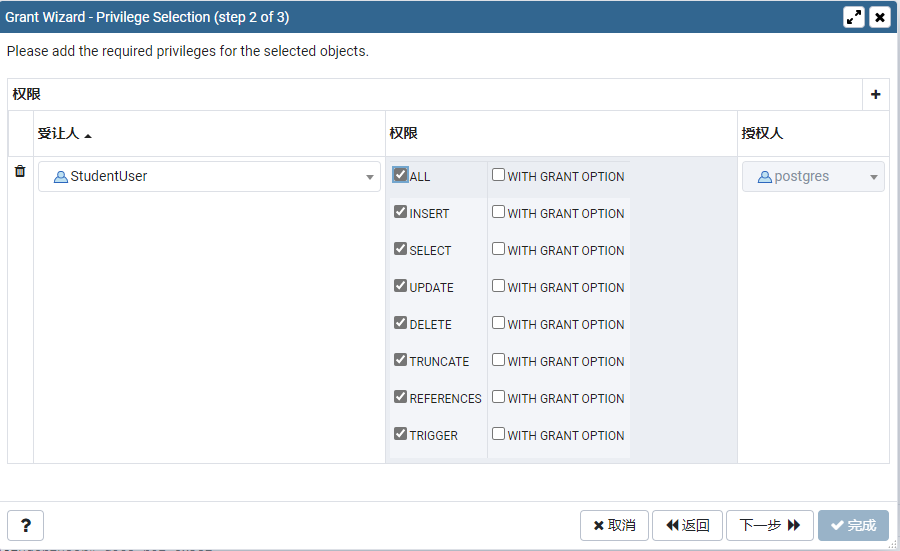 Grant Wizard - Privilege Selection (step 2 of 3)
Please add the required privileges for the selected objects.
权限
受让人 权限 授权人
StudentUser ALL WITH GRANT OPTION postgres
INSERT WITH GRANT OPTION
SELECT WITH GRANT OPTION
UPDATE WITH GRANT OPTION
DELETE WITH GRANT OPTION
TRUNCATE WITH GRANT OPTION
REFERENCES WITH GRANT OPTION
TRIGGER WITH GRANT OPTION
? 取消 返回 下一步 完成